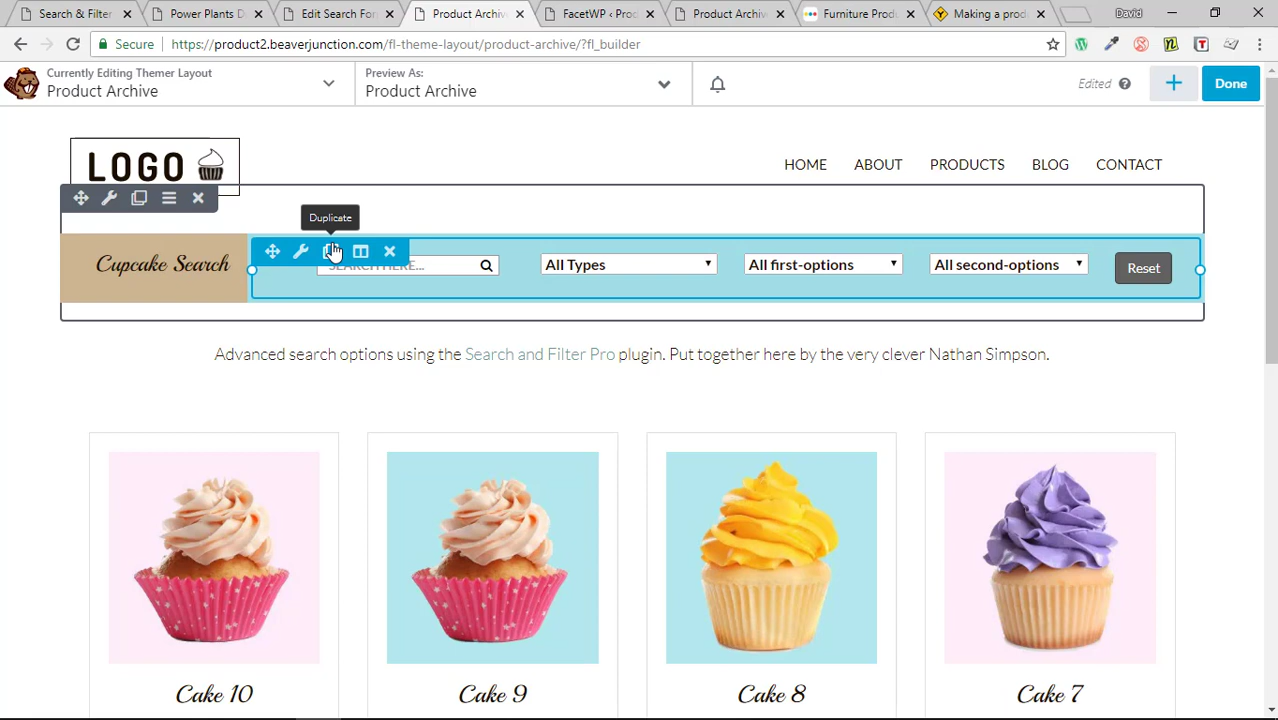 Search & Filter
Power Plants D
Edit Search For
Product Archive
FacetWP ‹ Pro
Product Archive
Furniture Prod
Making a prod
David
Secure
https://product2.beaverjunction.com/fl-theme-layout/product-archive/?fl_builder
Currently Editing Themer Layout
Product Archive
Preview As:
Product Archive
Edited
Done
LOGO
HOME
ABOUT
PRODUCTS
BLOG
CONTACT
Duplicate
Cupcake Search
SEARCH HERE...
All Types
All first-options
All second-options
Reset
Advanced search options using the Search and Filter Pro plugin. Put together here by the very clever Nathan Simpson.
Cake 10
Cake 9
Cake 8
Cake 7